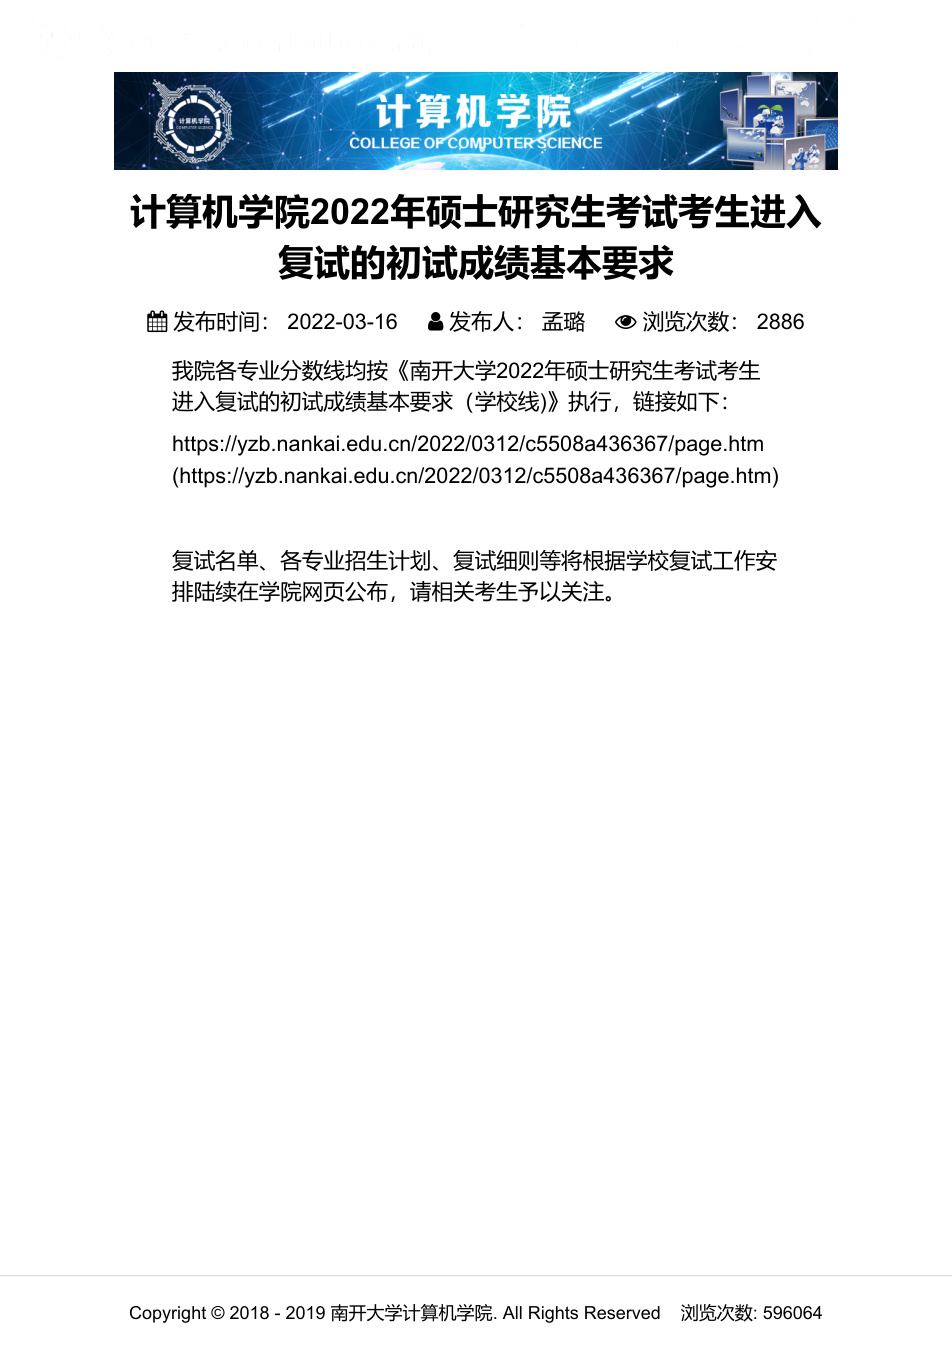 计算机学院
COMPUTER SCIENCE
计算机学院
COLLEGE OF COMPUTER SCIENCE
计算机学院2022年硕士研究生考试考生进入
复试的初试成绩基本要求
发布时间： 2022-03-16 发布人： 孟璐 浏览次数： 2886
我院各专业分数线均按《南开大学2022年硕士研究生考试考生
进入复试的初试成绩基本要求（学校线)》执行，链接如下：
https://yzb.nankai.edu.cn/2022/0312/c5508a436367/page.htm
(https://yzb.nankai.edu.cn/2022/0312/c5508a436367/page.htm)
复试名单、各专业招生计划、复试细则等将根据学校复试工作安
排陆续在学院网页公布，请相关考生予以关注。
Copyright © 2018 - 2019 南开大学计算机学院. All Rights Reserved 浏览次数: 596064